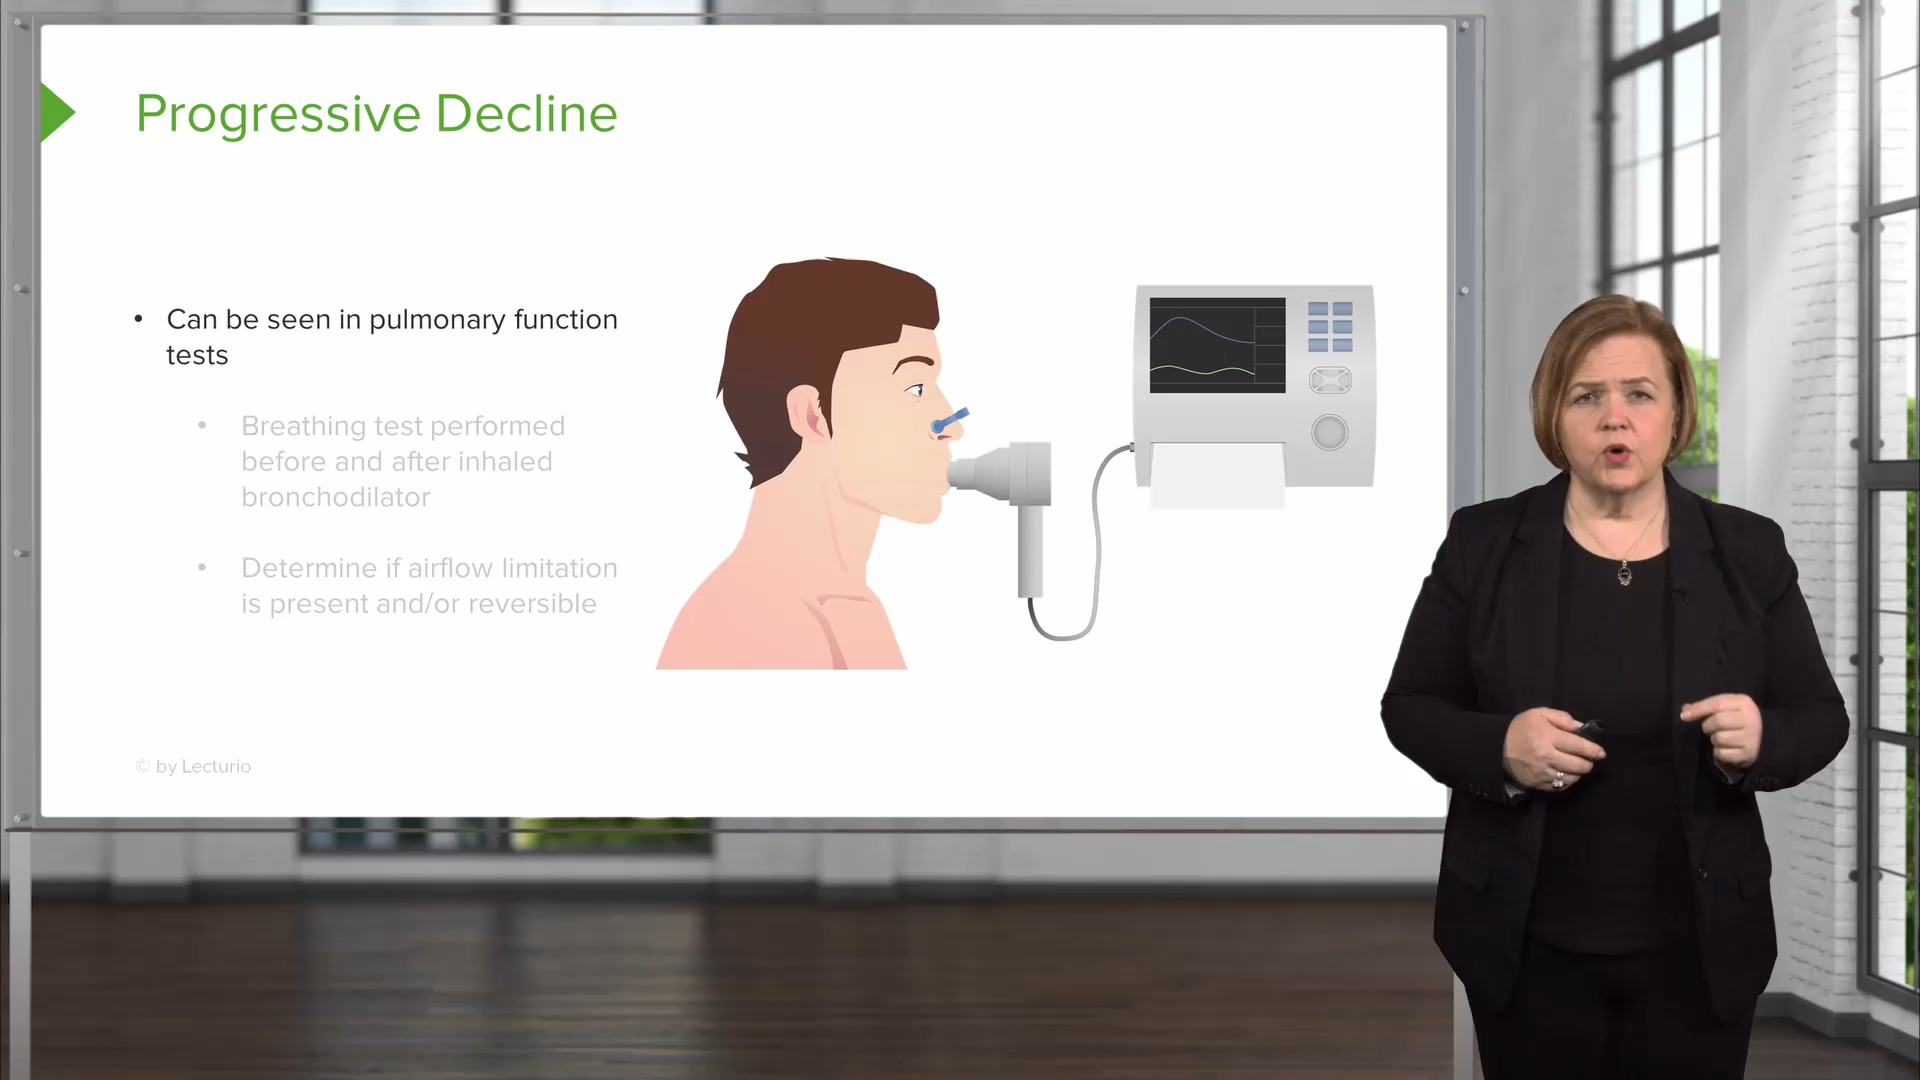 Progressive Decline
• Can be seen in pulmonary function
tests
• Breathing test performed
before and after inhaled
bronchodilator
• Determine if airflow limitation
is present and/or reversible
© by Lecturio